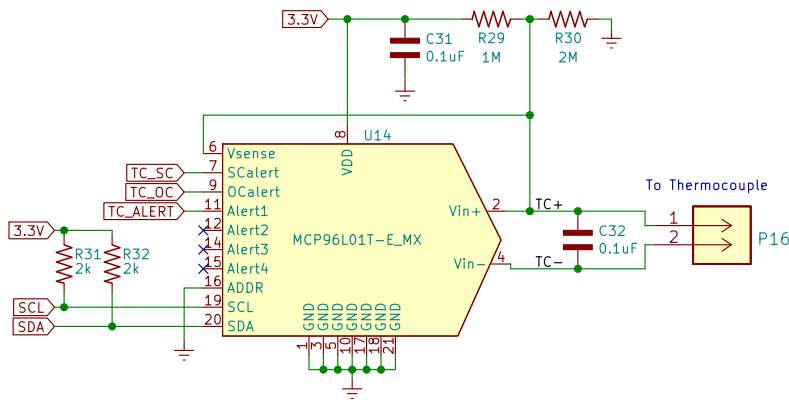 3.3V
C31
0.1uF
R29
1M
R30
2M
8
U14
VDD
6
Vsense
TC_SC
7
SCalert
TC_OC
9
OCalert
TC_ALERT
11
Alert1
12
Alert2
14
Alert3
15
Alert4
16
ADDR
19
SCL
20
SDA
MCP96L01T-E_MX
Vin+
2
TC+
Vin-
4
TC-
C32
0.1uF
To Thermocouple
1
2
P16
3.3V
R31
2k
R32
2k
SCL
SDA
GND
GND
GND
GND
GND
GND
GND
1
3
5
10
17
18
21